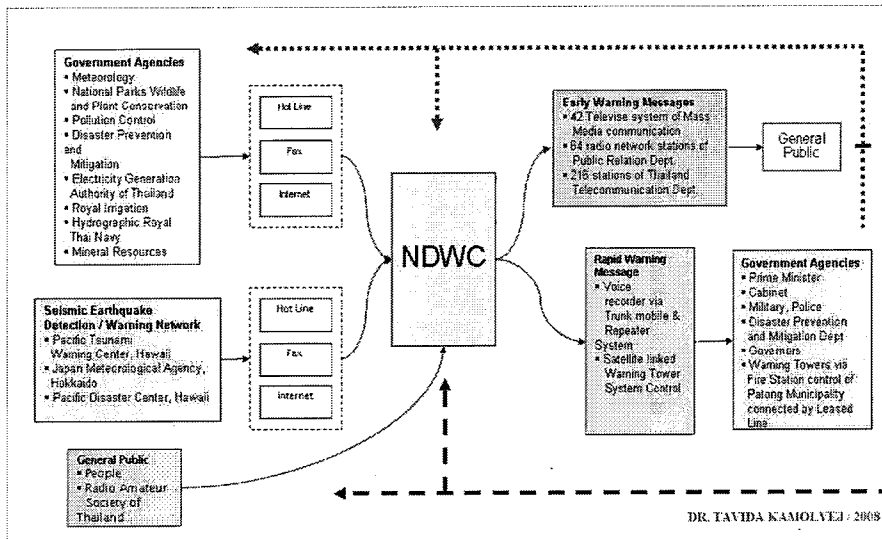 Government Agencies
▪ Meteorology
▪ National Parks Wildlife
and Plant Conservation
▪ Pollution Control
▪ Disaster Prevention
and
Mitigation
▪ Electricity Generation
Authority of Thailand
▪ Royal Irrigation
▪ Hydrographic Royal
Thai Navy
▪ Mineral Resources
Hot Line
Fax
Internet
Seismic Earthquake
Detection / Warning Network
▪ Pacific Tsunami
Warning Center, Hawaii
▪ Japan Meteorological Agency,
Hokkaido
▪ Pacific Disaster Center, Hawaii
Hot Line
Fax
Internet
General Public
▪ People
▪ Radio Amateur
Society of
Thailand
NDWC
Early Warning Messages
▪ 42 Televise system of Mass
Media communication
▪ 64 radio network stations of
Public Relation Dept.
▪ 216 stations of Thailand
Telecommunication Dept.
General
Public
Rapid Warning
Message
▪ Voice
recorder via
Trunk mobile &
Repeater
System
▪ Satellite linked
Warning Tower
System Control
Government Agencies
▪ Prime Minister
▪ Cabinet
▪ Military, Police
▪ Disaster Prevention
and Mitigation Dept
▪ Governors
▪ Warning Towers via
Fire Station control of
Patong Municipality
connected by Leased
Line
DR. TAVIDA KAMOLVEJ / 2008